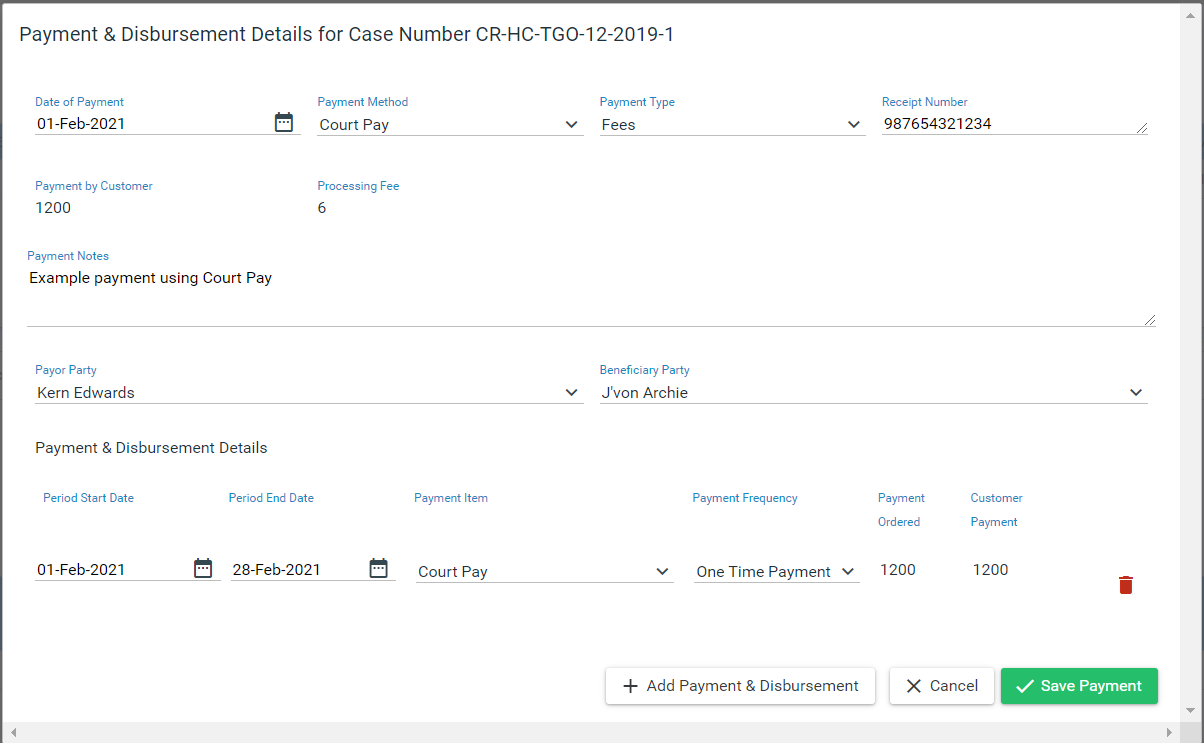 Payment & Disbursement Details for Case Number CR-HC-TGO-12-2019-1
Date of Payment Payment Method Payment Type Receipt Number
01-Feb-2021 Court Pay Fees 987654321234
Payment by Customer Processing Fee
1200 6
Payment Notes
Example payment using Court Pay
Payor Party Beneficiary Party
Kern Edwards J'von Archie
Payment & Disbursement Details
Period Start Date Period End Date Payment Item Payment Frequency Payment Customer
Ordered Payment
01-Feb-2021 28-Feb-2021 Court Pay One Time Payment 1200 1200
Add Payment & Disbursement Cancel Save Payment